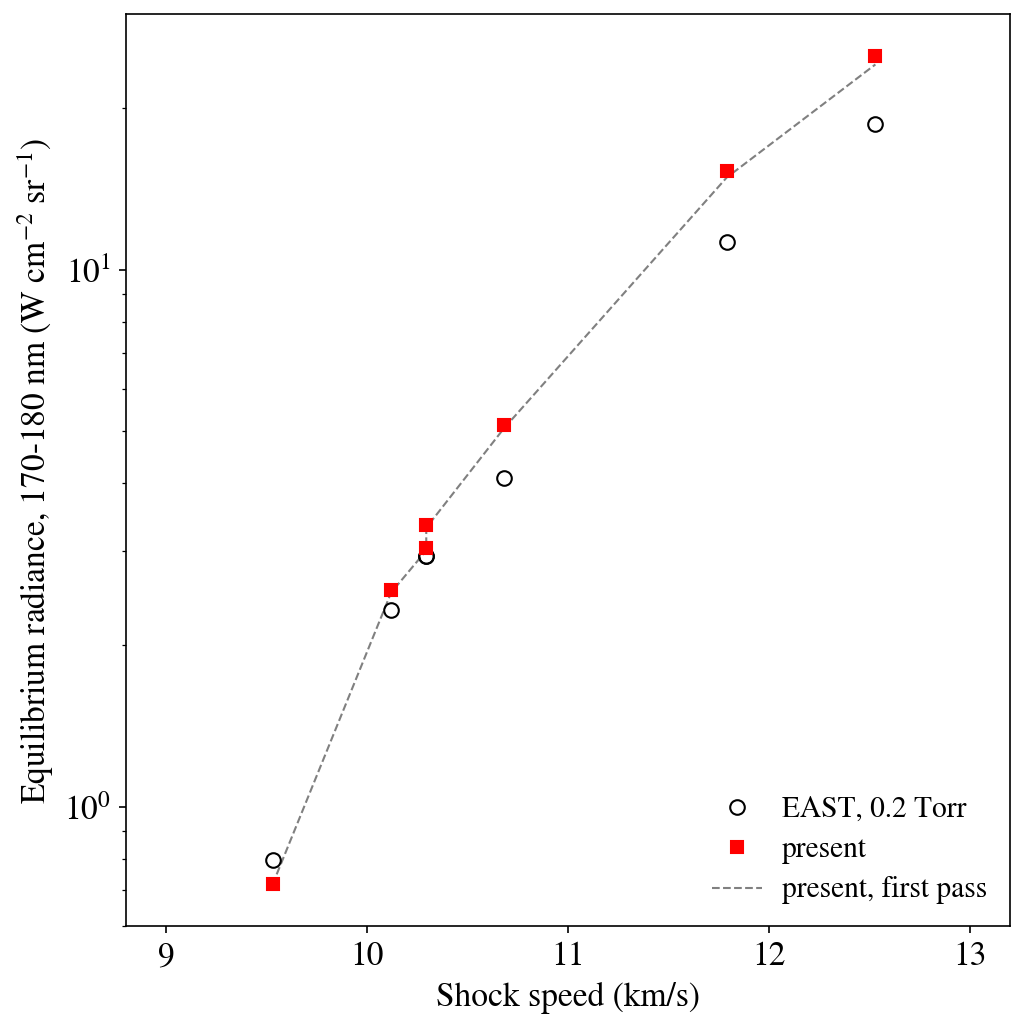 Equilibrium radiance, 170-180 nm (W cm⁻² sr⁻¹)
10¹
10⁰
EAST, 0.2 Torr
present
present, first pass
9 10 11 12 13
Shock speed (km/s)